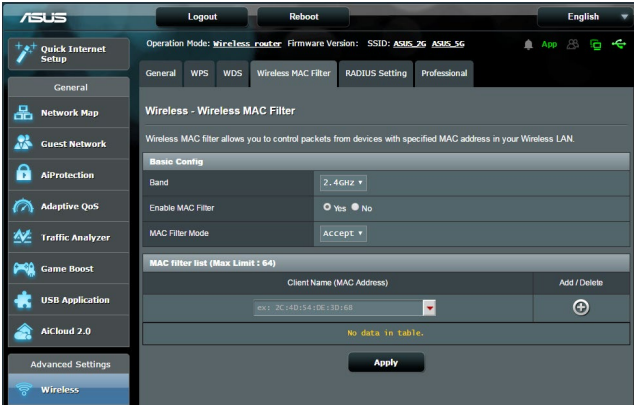 ASUS
Logout
Reboot
English
Quick Internet
Setup
Operation Mode: Wireless router Firmware Version: SSID: ASUS_2G ASUS_5G
App
General
WPS
WDS
Wireless MAC Filter
RADIUS Setting
Professional
General
Network Map
Guest Network
AiProtection
Adaptive QoS
Traffic Analyzer
Game Boost
USB Application
AiCloud 2.0
Advanced Settings
Wireless
Wireless - Wireless MAC Filter
Wireless MAC filter allows you to control packets from devices with specified MAC address in your Wireless LAN.
Basic Config
Band 2.4GHz
Enable MAC Filter Yes No
MAC Filter Mode Accept
MAC filter list (Max Limit : 64)
Client Name (MAC Address) Add / Delete
ex: 2C:4D:54:DE:3D:68
No data in table.
Apply